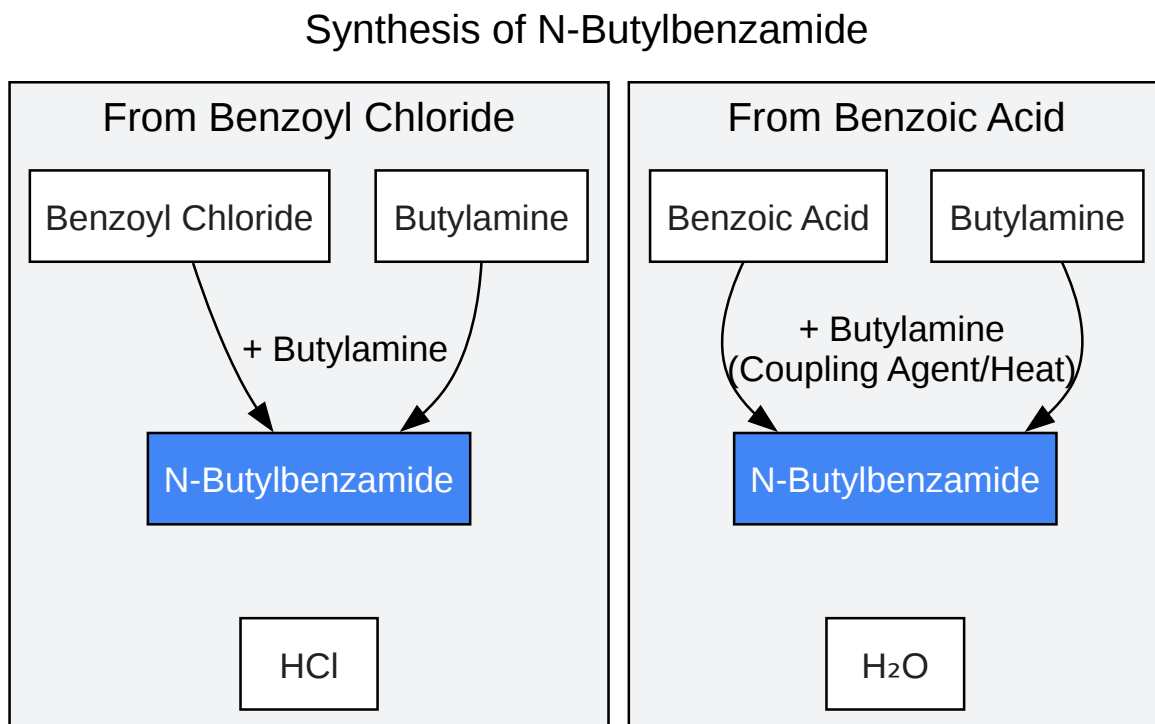 Synthesis of N-Butylbenzamide
From Benzoyl Chloride
Benzoyl Chloride
Butylamine
+ Butylamine
N-Butylbenzamide
HCl
From Benzoic Acid
Benzoic Acid
Butylamine
+ Butylamine
(Coupling Agent/Heat)
N-Butylbenzamide
H₂O